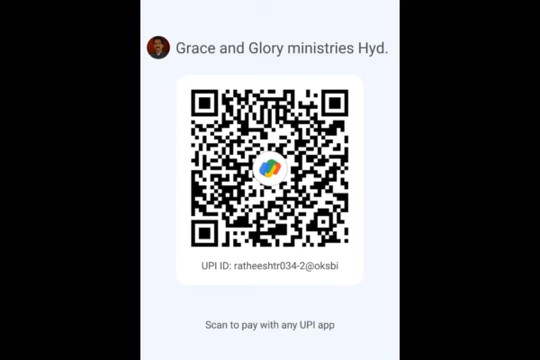 Grace and Glory ministries Hyd.
UPI ID: ratheeshtr034-2@oksbi
Scan to pay with any UPI app